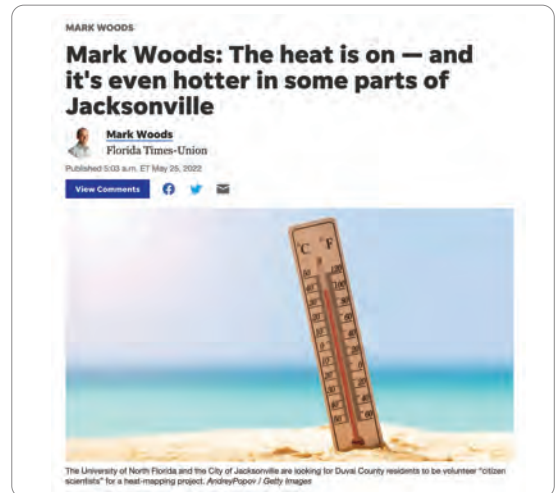 MARK WOODS
Mark Woods: The heat is on — and
it's even hotter in some parts of
Jacksonville
Mark Woods
Florida Times-Union
Published 5:03 a.m. ET May 25, 2022
View Comments
°C °F
The University of North Florida and the City of Jacksonville are looking for Duval County residents to be volunteer "citizen
scientists" for a heat-mapping project. AndreyPopov / Getty Images